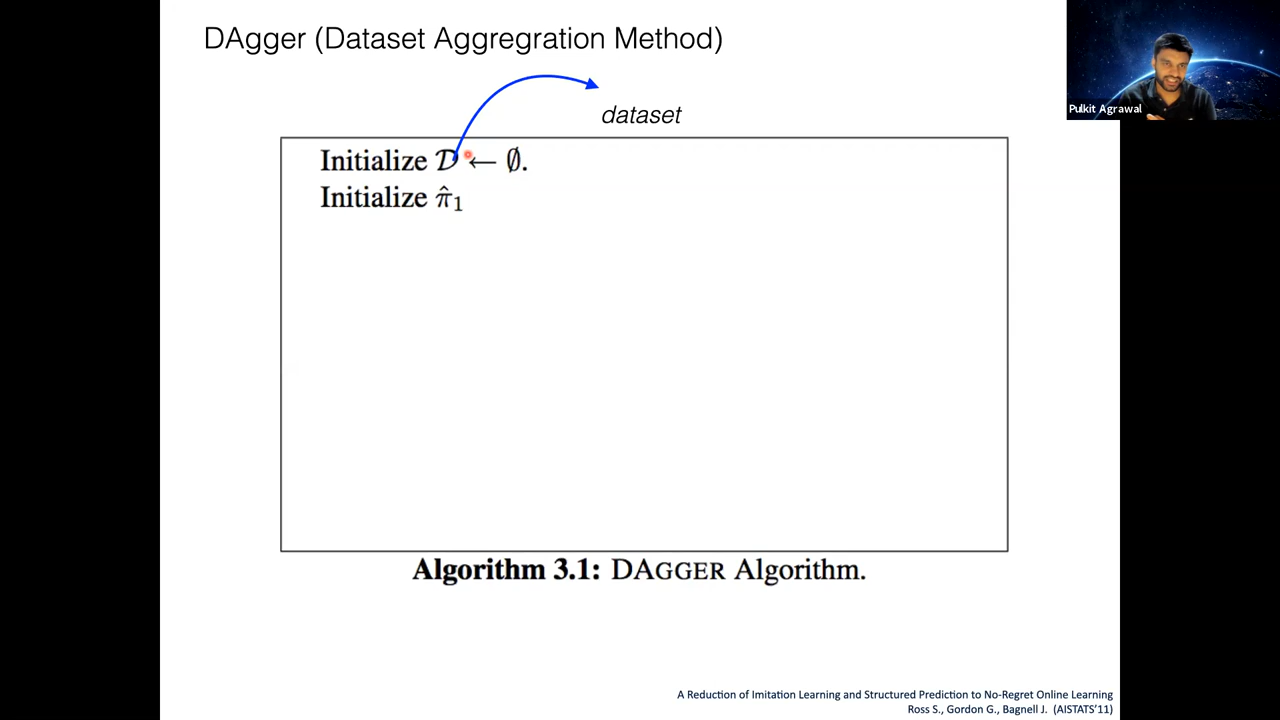 DAgger (Dataset Aggregration Method)
Pulkit Agrawal
dataset
Initialize 𝒟 ← ∅.
Initialize π̂₁
Algorithm 3.1: DAGGER Algorithm.
A Reduction of Imitation Learning and Structured Prediction to No-Regret Online Learning
Ross S., Gordon G., Bagnell J. (AISTATS'11)